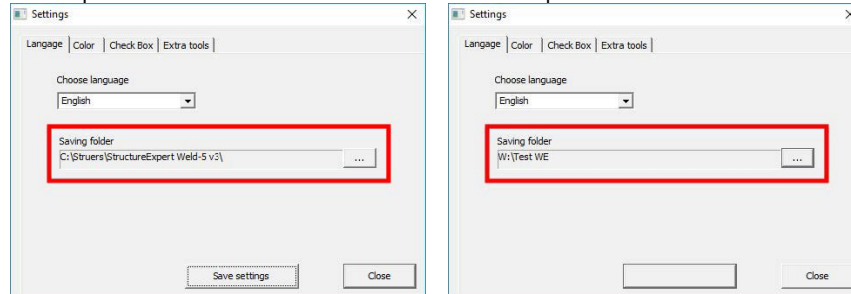 Settings
Langage Color Check Box Extra tools
Choose language
English
Saving folder
C:\Struers\StructureExpert Weld-5 v3\ ...
Save settings Close
Settings
Langage Color Check Box Extra tools
Choose language
English
Saving folder
W:\Test WE ...
Close